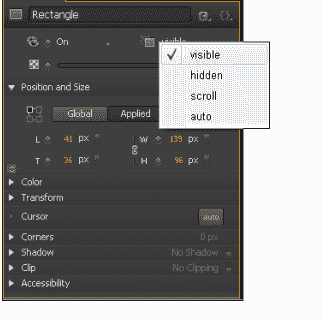 Rectangle
On visible
visible
hidden
scroll
auto
Position and Size
Global Applied
L 41 px W 139 px
T 36 px H 96 px
Color
Transform
Cursor auto
Corners 0 px
Shadow No Shadow
Clip No Clipping
Accessibility